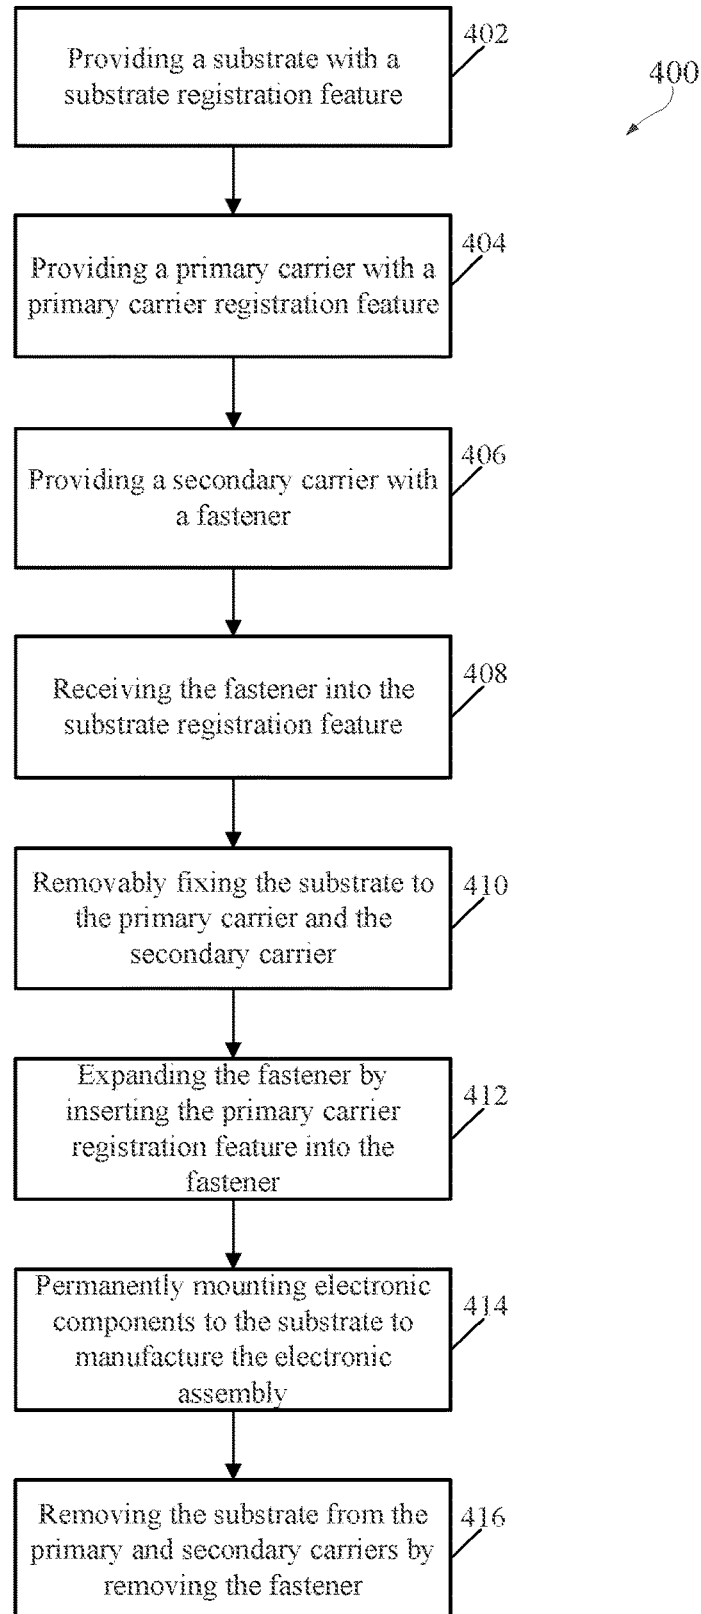 Providing a substrate with a
substrate registration feature
402
400
Providing a primary carrier with a
primary carrier registration feature
404
Providing a secondary carrier with
a fastener
406
Receiving the fastener into the
substrate registration feature
408
Removably fixing the substrate to
the primary carrier and the
secondary carrier
410
Expanding the fastener by
inserting the primary carrier
registration feature into the
fastener
412
Permanently mounting electronic
components to the substrate to
manufacture the electronic
assembly
414
Removing the substrate from the
primary and secondary carriers by
removing the fastener
416